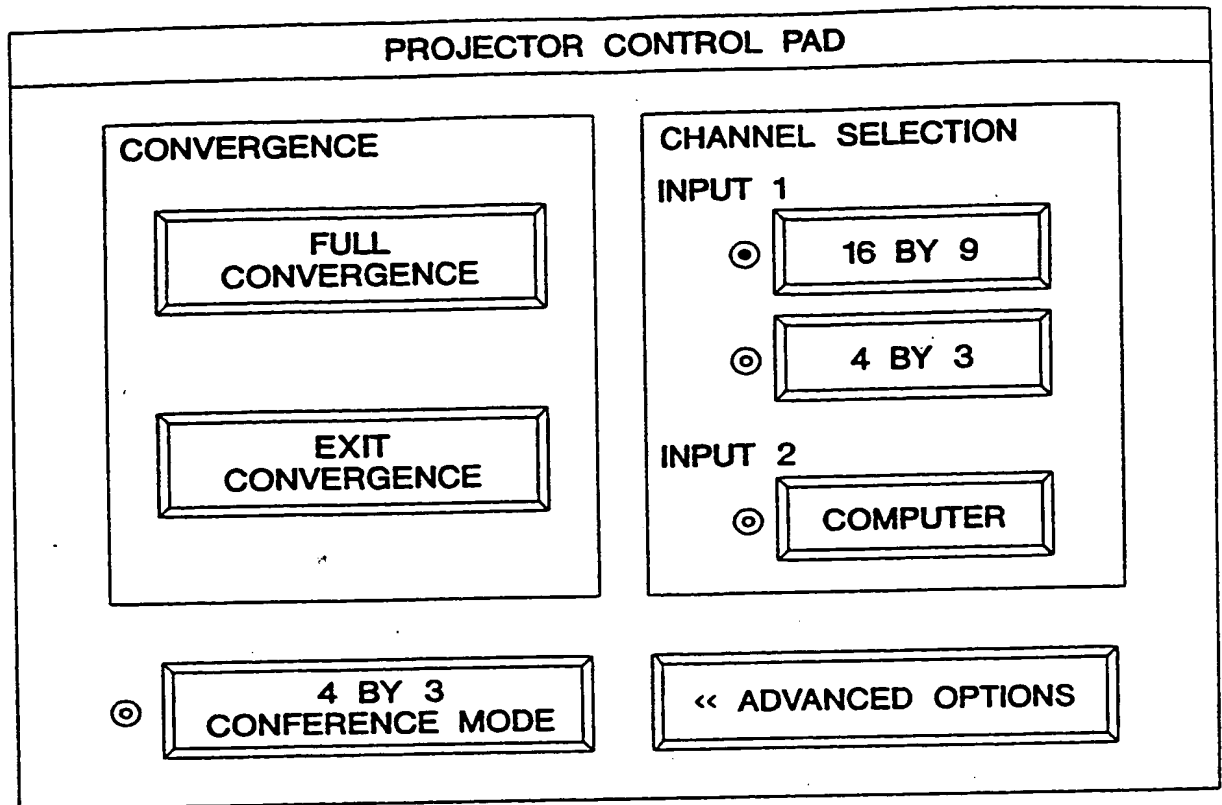 PROJECTOR CONTROL PAD
CONVERGENCE
FULL
CONVERGENCE
EXIT
CONVERGENCE
CHANNEL SELECTION
INPUT 1
16 BY 9
4 BY 3
INPUT 2
COMPUTER
4 BY 3
CONFERENCE MODE
<< ADVANCED OPTIONS